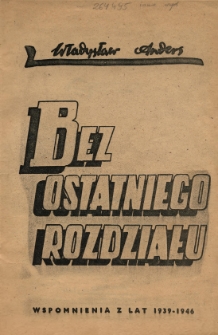 Władysław Anders
BEZ
OSTATNIEGO
ROZDZIAŁU
WSPOMNIENIA Z LAT 1939-1946